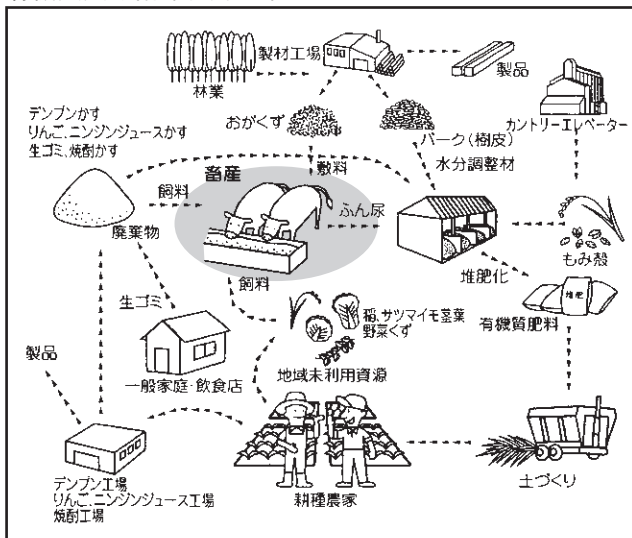 製材工場
製品
林業
デンプンかす
りんご、ニンジンジュースかす
生ゴミ、焼酎かす
おがくず
バーク(樹皮)
水分調整材
カントリーエレベーター
畜産
敷料
飼料
ふん尿
廃棄物
飼料
堆肥化
もみ殻
堆肥
有機質肥料
生ゴミ
稲、サツマイモ茎葉
野菜くず
地域未利用資源
一般家庭・飲食店
製品
デンプン工場
りんご、ニンジンジュース工場
焼酎工場
耕種農家
土づくり